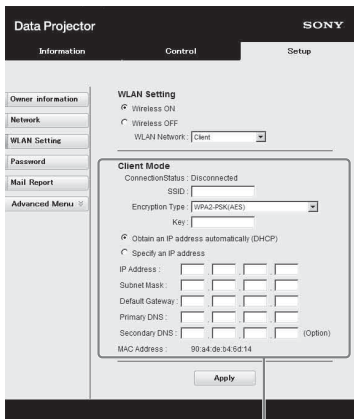 Data Projector
SONY
Information Control Setup
Owner information
Network
WLAN Setting
Password
Mail Report
Advanced Menu
WLAN Setting
Wireless ON
Wireless OFF
WLAN Network : Client
Client Mode
ConnectionStatus : Disconnected
SSID :
Encryption Type : WPA2-PSK(AES)
Key :
Obtain an IP address automatically (DHCP)
Specify an IP address
IP Address :
Subnet Mask :
Default Gateway :
Primary DNS :
Secondary DNS : (Option)
MAC Address : 90:a4:de:b4:6d:14
Apply